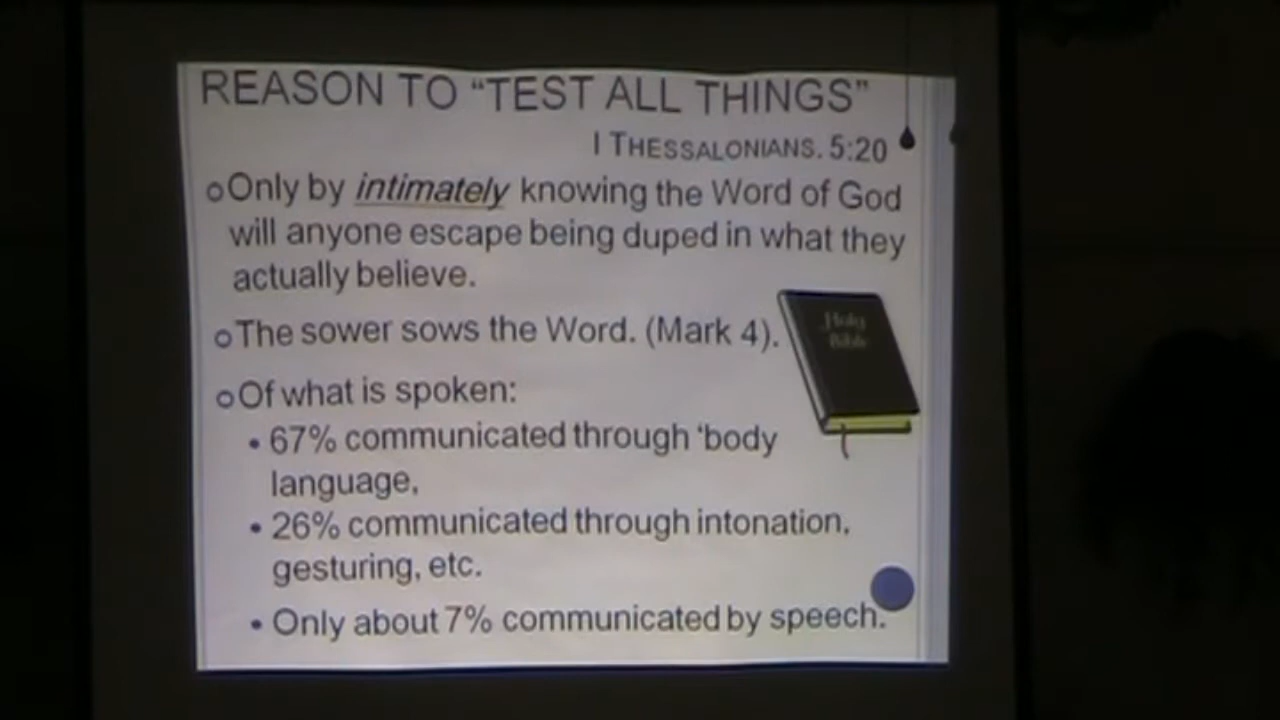 REASON TO “TEST ALL THINGS”
I THESSALONIANS. 5:20
Only by intimately knowing the Word of God
will anyone escape being duped in what they
actually believe.
The sower sows the Word. (Mark 4).
Holy
Bible
Of what is spoken:
• 67% communicated through ‘body
language,
• 26% communicated through intonation,
gesturing, etc.
• Only about 7% communicated by speech.